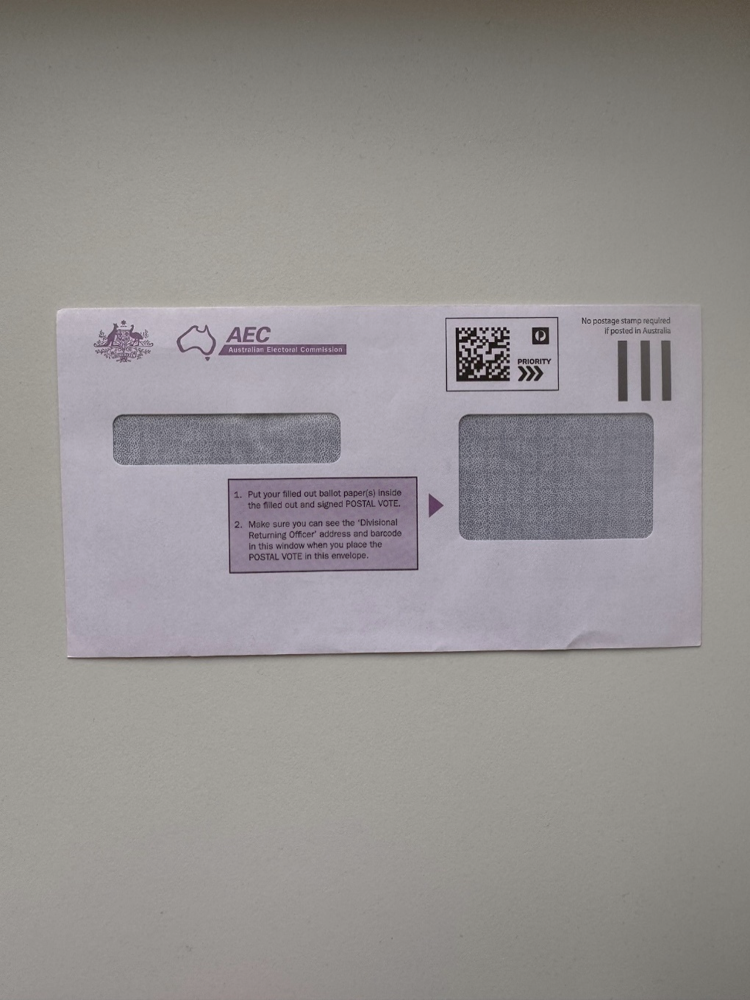 AEC
Australian Electoral Commission
PRIORITY
No postage stamp required
if posted in Australia
1. Put your filled out ballot paper(s) inside
the filled out and signed POSTAL VOTE.
2. Make sure you can see the ‘Divisional
Returning Officer’ address and barcode
in this window when you place the
POSTAL VOTE in this envelope.